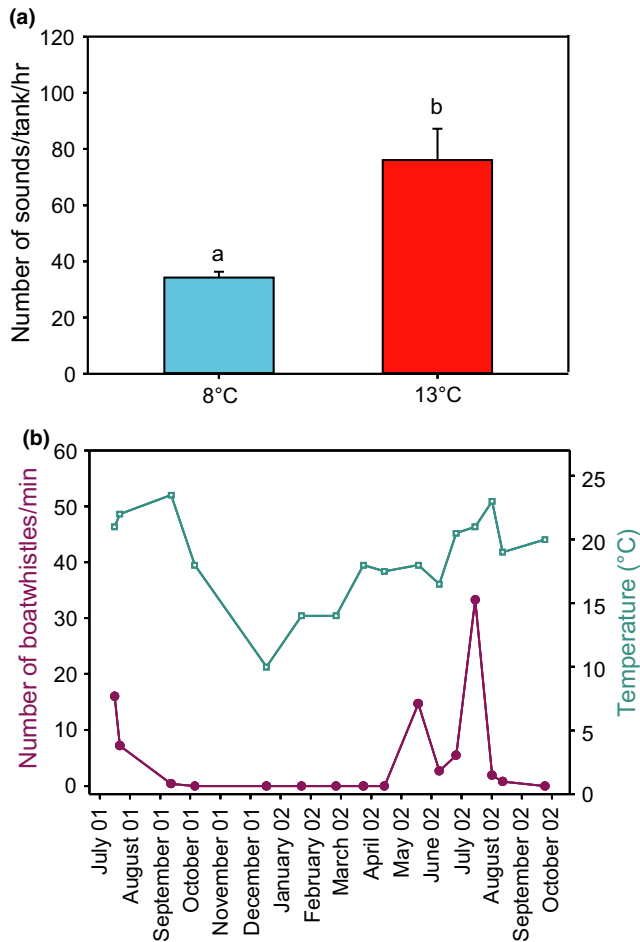 (a)
Number of sounds/tank/hr
120
100
80
60
40
20
0
a
b
8°C
13°C
(b)
Number of boatwhistles/min
60
50
40
30
20
10
0
Temperature (°C)
25
20
15
10
5
0
July 01
August 01
September 01
October 01
November 01
December 01
January 02
February 02
March 02
April 02
May 02
June 02
July 02
August 02
September 02
October 02